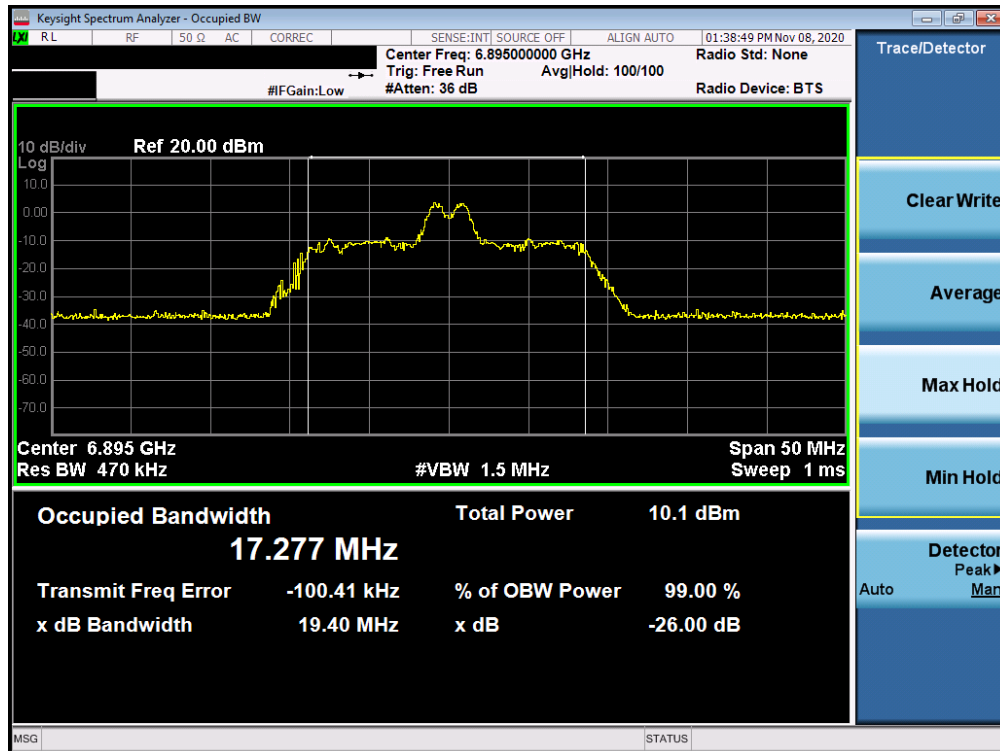 Keysight Spectrum Analyzer - Occupied BW
LXI RL RF 50 Ω AC CORREC SENSE:INT SOURCE OFF ALIGN AUTO 01:38:49 PM Nov 08, 2020
Center Freq: 6.895000000 GHz Radio Std: None
Trig: Free Run Avg|Hold: 100/100
#IFGain:Low #Atten: 36 dB Radio Device: BTS
Trace/Detector
10 dB/div Ref 20.00 dBm
Log
10.0
0.00
-10.0
-20.0
-30.0
-40.0
-50.0
-60.0
-70.0
Center 6.895 GHz Span 50 MHz
Res BW 470 kHz #VBW 1.5 MHz Sweep 1 ms
Occupied Bandwidth Total Power 10.1 dBm
17.277 MHz
Transmit Freq Error -100.41 kHz % of OBW Power 99.00 %
x dB Bandwidth 19.40 MHz x dB -26.00 dB
Clear Write
Average
Max Hold
Min Hold
Detector
Peak▶
Auto Man
MSG STATUS